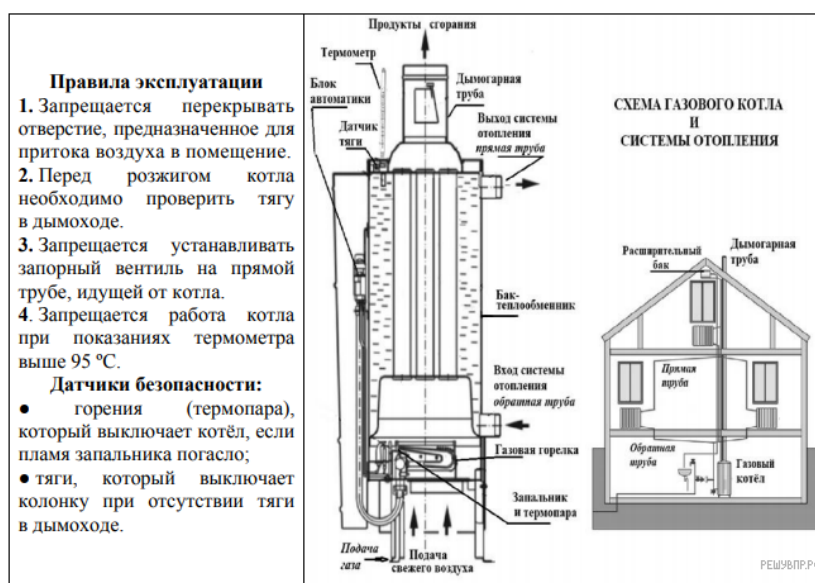 Правила эксплуатации
1. Запрещается перекрывать
отверстие, предназначенное для
притока воздуха в помещение.
2. Перед розжигом котла
необходимо проверить тягу
в дымоходе.
3. Запрещается устанавливать
запорный вентиль на прямой
трубе, идущей от котла.
4. Запрещается работа котла
при показаниях термометра
выше 95 ºС.
Датчики безопасности:
● горения (термопара),
который выключает котёл, если
пламя запальника погасло;
● тяги, который выключает
колонку при отсутствии тяги
в дымоходе.
Продукты сгорания
Термометр
Блок
автоматики
Датчик
тяги
Дымогарная
труба
Выход системы
отопления
прямая труба
Бак-
теплообменник
Вход системы
отопления
обратная труба
Газовая горелка
Запальник
и термопара
Подача
газа
Подача
свежего воздуха
СХЕМА ГАЗОВОГО КОТЛА
И
СИСТЕМЫ ОТОПЛЕНИЯ
Расширительный
бак
Дымогарная
труба
Прямая
труба
Обратная
труба
Газовый
котёл
РЕШУВПР.РФ